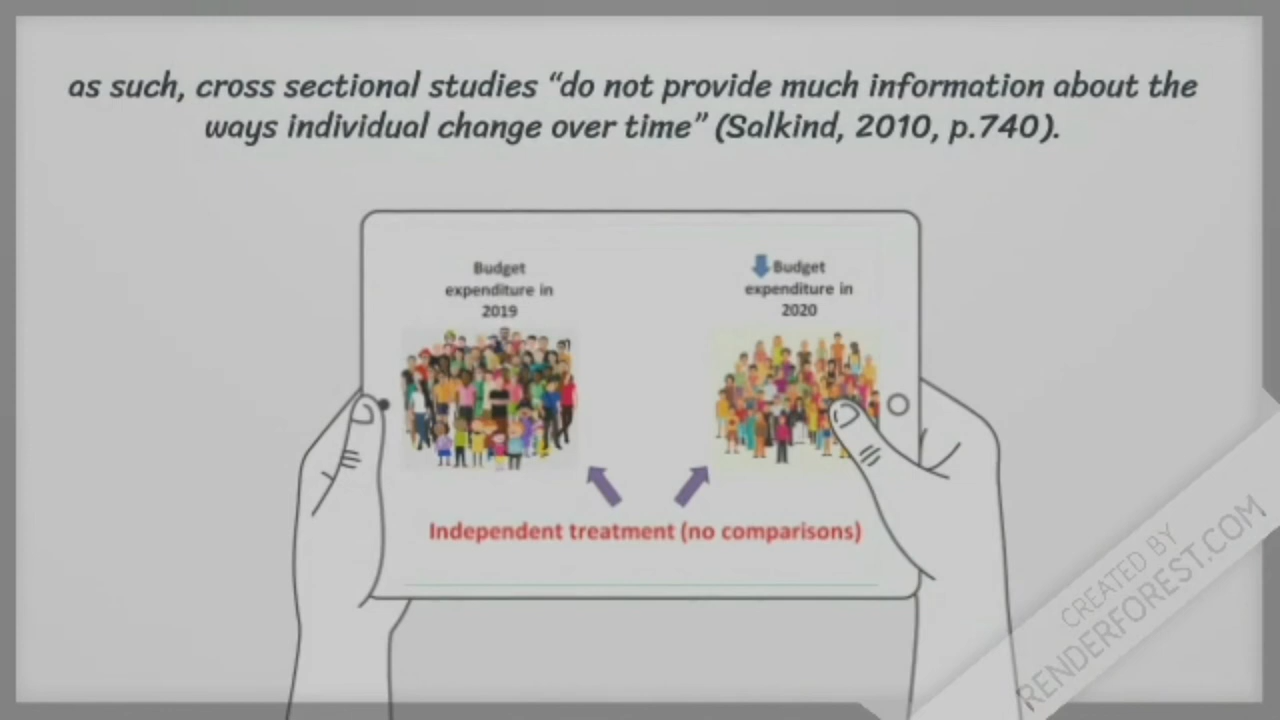 as such, cross sectional studies “do not provide much information about the
ways individual change over time” (Salkind, 2010, p.740).
Budget
expenditure in
2019
Budget
expenditure in
2020
Independent treatment (no comparisons)
CREATED BY
RENDERFOREST.COM